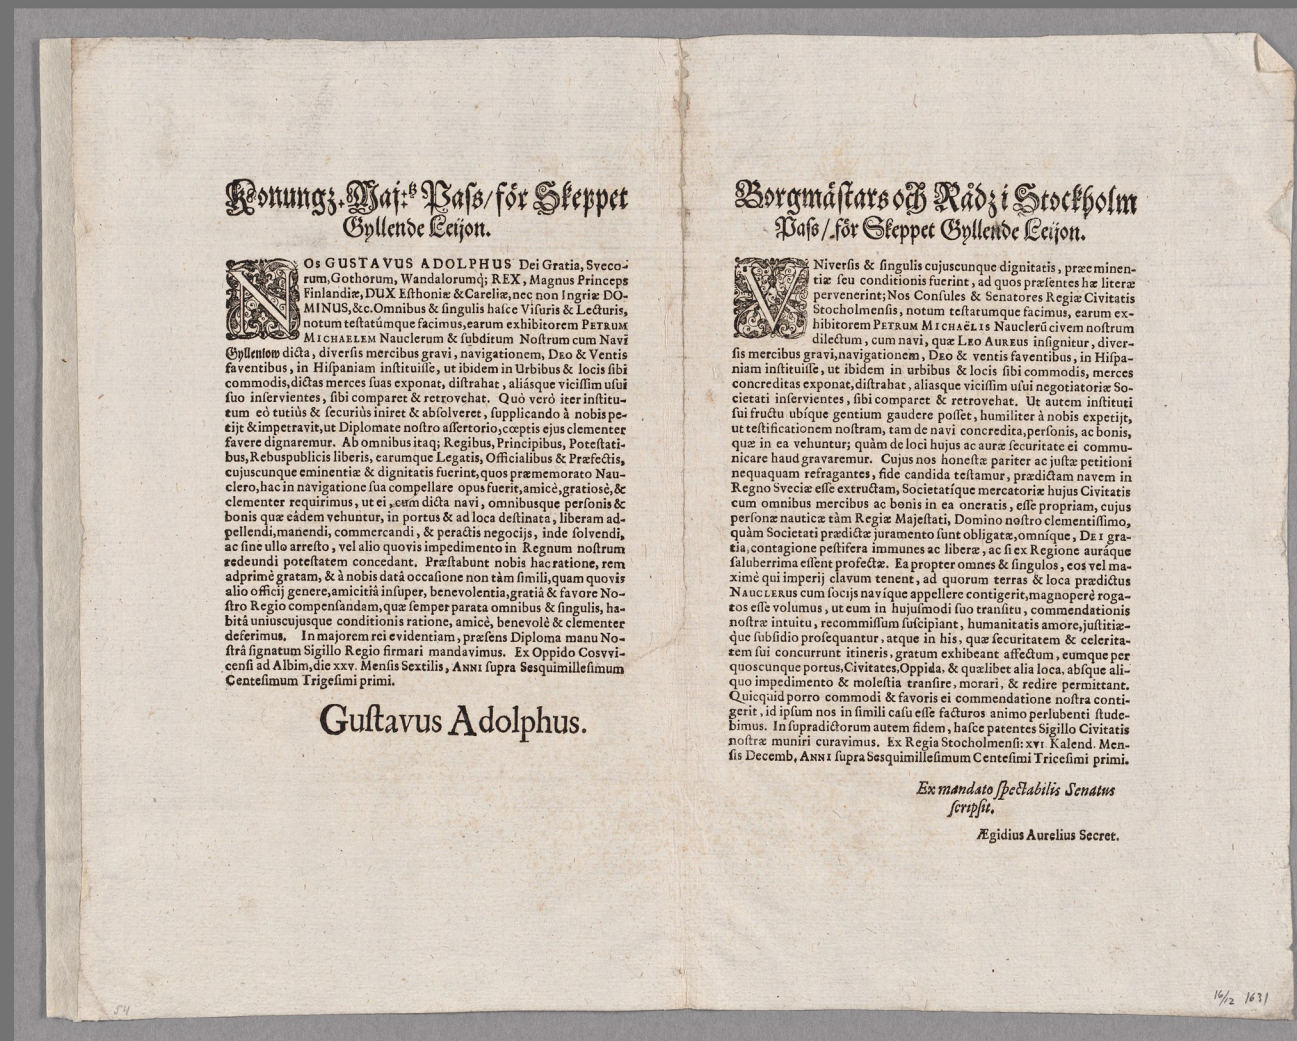 Konungz. Maj:tz Paſs/ för Skeppet
Gyllende Leijon.
NOs GUSTAVUS ADOLPHUS Dei Gratia, Sveco-
rum, Gothorum, Wandalorumq́; REX, Magnus Princeps
Finlandiæ, DUX Eſthoniæ & Careliæ, nec non Ingriæ DO-
MINUS, &c. Omnibus & ſingulis haſce Viſuris & Lecturis,
notum teſtatúmque facimus, earum exhibitorem PETRUM
MICHAELEM Nauclerum & ſubditum Noſtrum cum Navi
Gyllenlow dicta, diverſis mercibus gravi, navigationem, DEO & Ventis
faventibus, in Hiſpaniam inſtituiſſe, ut ibidem in Urbibus & locis ſibi
commodis, dictas merces ſuas exponat, diſtrahat, aliásque viciſſim uſui
ſuo inſervientes, ſibi comparet & retrovehat. Quò verò iter inſtitu-
tum eò tutiùs & ſecuriùs iniret & abſolveret, ſupplicando à nobis pe-
tijt & impetravit, ut Diplomate noſtro aſſertorio, cœptis ejus clementer
favere dignaremur. Ab omnibus itaq; Regibus, Principibus, Poteſtati-
bus, Rebuspublicis liberis, earumque Legatis, Officialibus & Præfectis,
cujuscunque eminentiæ & dignitatis fuerint, quos præmemorato Nau-
clero, hac in navigatione ſua compellare opus fuerit, amicè, gratiosè, &
clementer requirimus, ut ei, cum dicta navi, omnibusque perſonis &
bonis quæ eâdem vehuntur, in portus & ad loca deſtinata, liberam ad-
pellendi, manendi, commercandi, & peractis negocijs, inde ſolvendi,
ac ſine ullo arreſto, vel alio quovis impedimento in Regnum noſtrum
redeundi poteſtatem concedant. Præſtabunt nobis hac ratione, rem
adprimè gratam, & à nobis datâ occaſione non tàm ſimili, quam quovis
alio officij genere, amicitiâ inſuper, benevolentia, gratiâ & favore No-
ſtro Regio compenſandam, quæ ſemper parata omnibus & ſingulis, ha-
bitâ uniuscujusque conditionis ratione, amicè, benevolè & clementer
deferimus. In majorem rei evidentiam, præſens Diploma manu No-
ſtrâ ſignatum Sigillo Regio firmari mandavimus. Ex Oppido Cosvvi-
cenſi ad Albim, die xxv. Menſis Sextilis, ANNI ſupra Sesquimilleſimum
Centeſimum Trigeſimi primi.
Guſtavus Adolphus.
Borgmäſtars och Rådz i Stockholm
Paſs/ för Skeppet Gyllende Leijon.
VNiverſis & ſingulis cujuscunque dignitatis, præeminen-
tiæ ſeu conditionis fuerint, ad quos præſentes hæ literæ
pervenerint; Nos Conſules & Senatores Regiæ Civitatis
Stocholmenſis, notum teſtatumque facimus, earum ex-
hibitorem PETRUM MICHAËLIS Nauclerũ civem noſtrum
dilectum, cum navi, quæ LEO AUREUS inſignitur, diver-
ſis mercibus gravi, navigationem, DEO & ventis faventibus, in Hiſpa-
niam inſtituiſſe, ut ibidem in urbibus & locis ſibi commodis, merces
concreditas exponat, diſtrahat, aliasque viciſſim uſui negotiatoriæ So-
cietati inſervientes, ſibi comparet & retrovehat. Ut autem inſtituti
ſui fructu ubíque gentium gaudere poſſet, humiliter à nobis expetijt,
ut teſtificationem noſtram, tam de navi concredita, perſonis, ac bonis,
quæ in ea vehuntur; quàm de loci hujus ac auræ ſecuritate ei commu-
nicare haud gravaremur. Cujus nos honeſtæ pariter ac juſtæ petitioni
nequaquam refragantes, fide candida teſtamur, prædictam navem in
Regno Sveciæ eſſe extructam, Societatíque mercatoriæ hujus Civitatis
cum omnibus mercibus ac bonis in ea oneratis, eſſe propriam, cujus
perſonæ nauticæ tàm Regiæ Majeſtati, Domino noſtro clementiſſimo,
quàm Societati prædictæ juramento ſunt obligatæ, omníque, DEI gra-
tia, contagione peſtifera immunes ac liberæ, ac ſi ex Regione auráque
ſaluberrima eſſent profectæ. Ea propter omnes & ſingulos, eos vel ma-
ximè qui imperij clavum tenent, ad quorum terras & loca prædictus
NAUCLERUS cum ſocijs navíque appellere contigerit, magnoperè roga-
tos eſſe volumus, ut eum in hujuſmodi ſuo tranſitu, commendationis
noſtræ intuitu, recommiſſum ſuſcipiant, humanitatis amore, juſtitiæ-
que ſubſidio proſequantur, atque in his, quæ ſecuritatem & celerita-
tem ſui concurrunt itineris, gratum exhibeant affectum, eumque per
quoscunque portus, Civitates, Oppida, & quælibet alia loca, abſque ali-
quo impedimento & moleſtia tranſire, morari, & redire permittant.
Quicquid porro commodi & favoris ei commendatione noſtra conti-
gerit, id ipſum nos in ſimili caſu eſſe facturos animo perlubenti ſtude-
bimus. In ſupradictorum autem fidem, haſce patentes Sigillo Civitatis
noſtræ muniri curavimus. Ex Regia Stocholmenſi: XVI Kalend. Men-
ſis Decemb, ANNI ſupra Sesquimilleſimum Centeſimi Triceſimi primi.
Ex mandato ſpectabilis Senatus
ſcripſit.
Ægidius Aurelius Secret.
54
16/12 1631